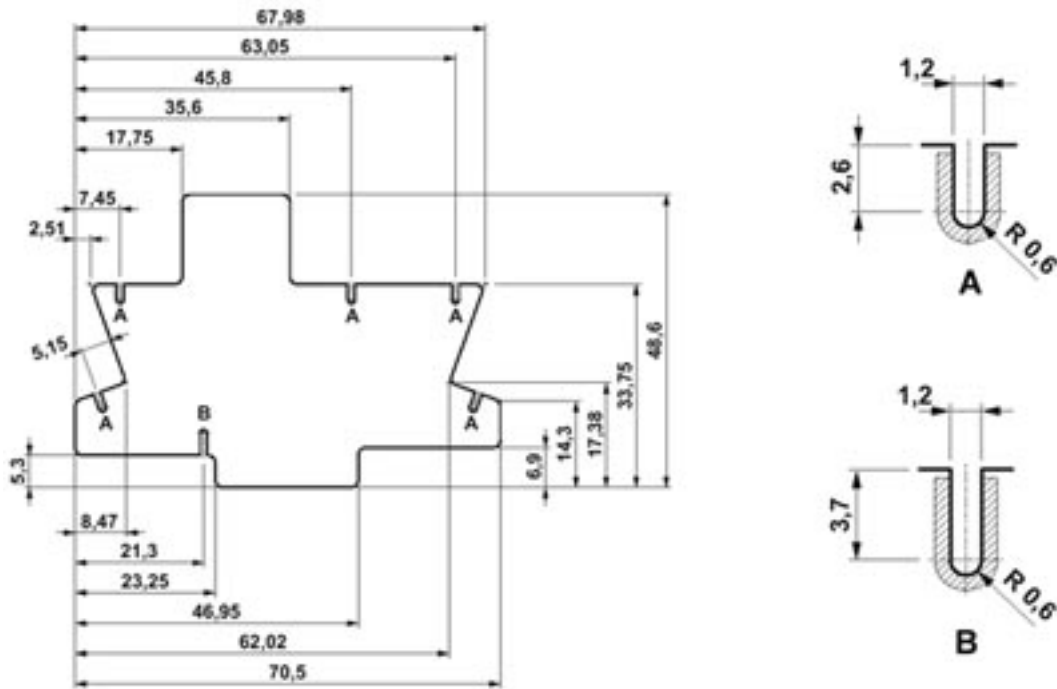 67,98
63,05
45,8
35,6
17,75
7,45
2,51
5,15
A
A
A
A
B
A
5,3
8,47
21,3
23,25
46,95
62,02
70,5
6,9
14,3
17,38
33,75
48,6
1,2
2,6
R 0,6
A
1,2
3,7
R 0,6
B